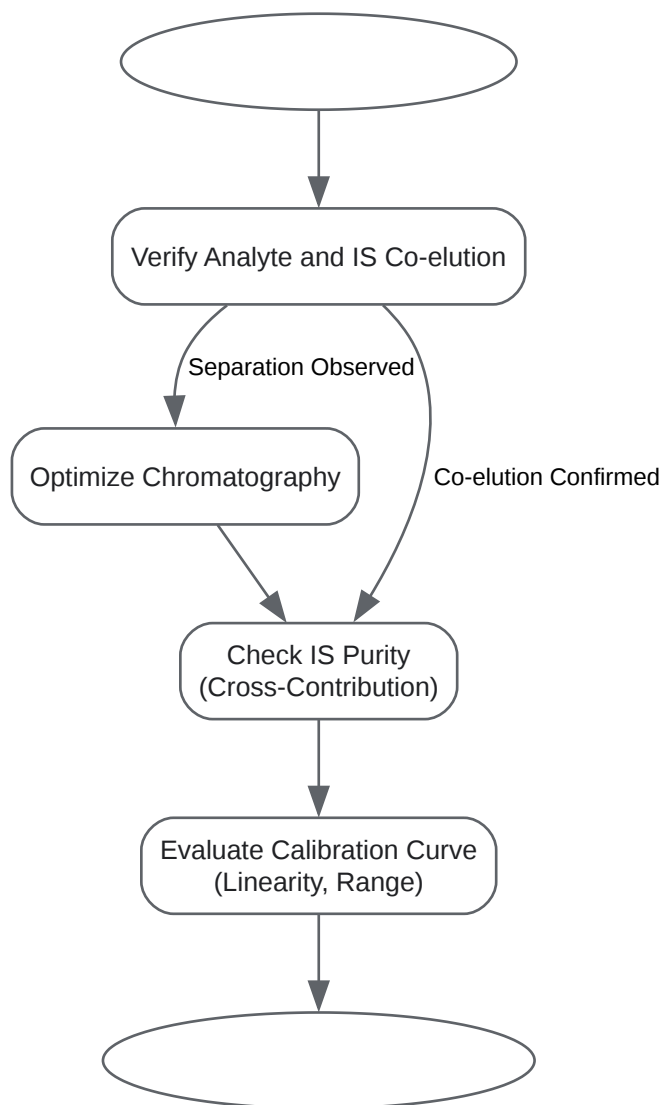 Verify Analyte and IS Co-elution
Separation Observed
Optimize Chromatography
Co-elution Confirmed
Check IS Purity
(Cross-Contribution)
Evaluate Calibration Curve
(Linearity, Range)